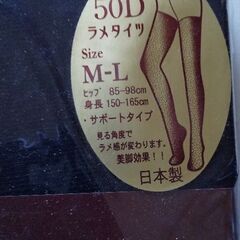 50D
ラメタイツ
Size
M-L
ヒップ 85-98cm
身長 150-165cm
・サポートタイプ
見る角度で
ラメ感が変わります。
美脚効果!!
日本製